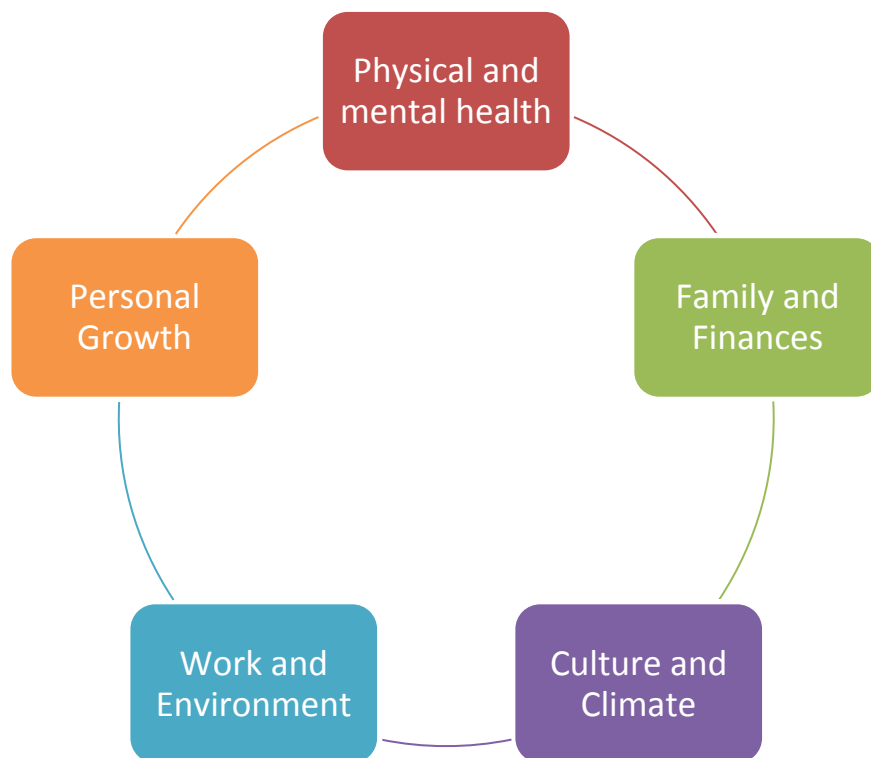 Physical and
mental health
Family and
Finances
Culture and
Climate
Work and
Environment
Personal
Growth